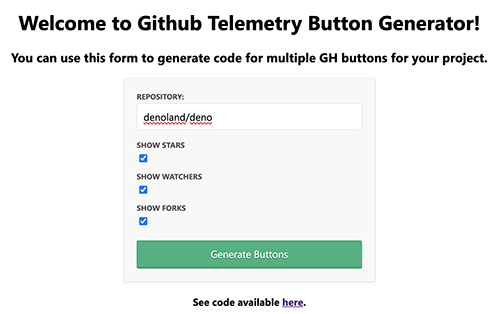 Welcome to Github Telemetry Button Generator!
You can use this form to generate code for multiple GH buttons for your project.
REPOSITORY:
denoland/deno
SHOW STARS
SHOW WATCHERS
SHOW FORKS
Generate Buttons
See code available here.